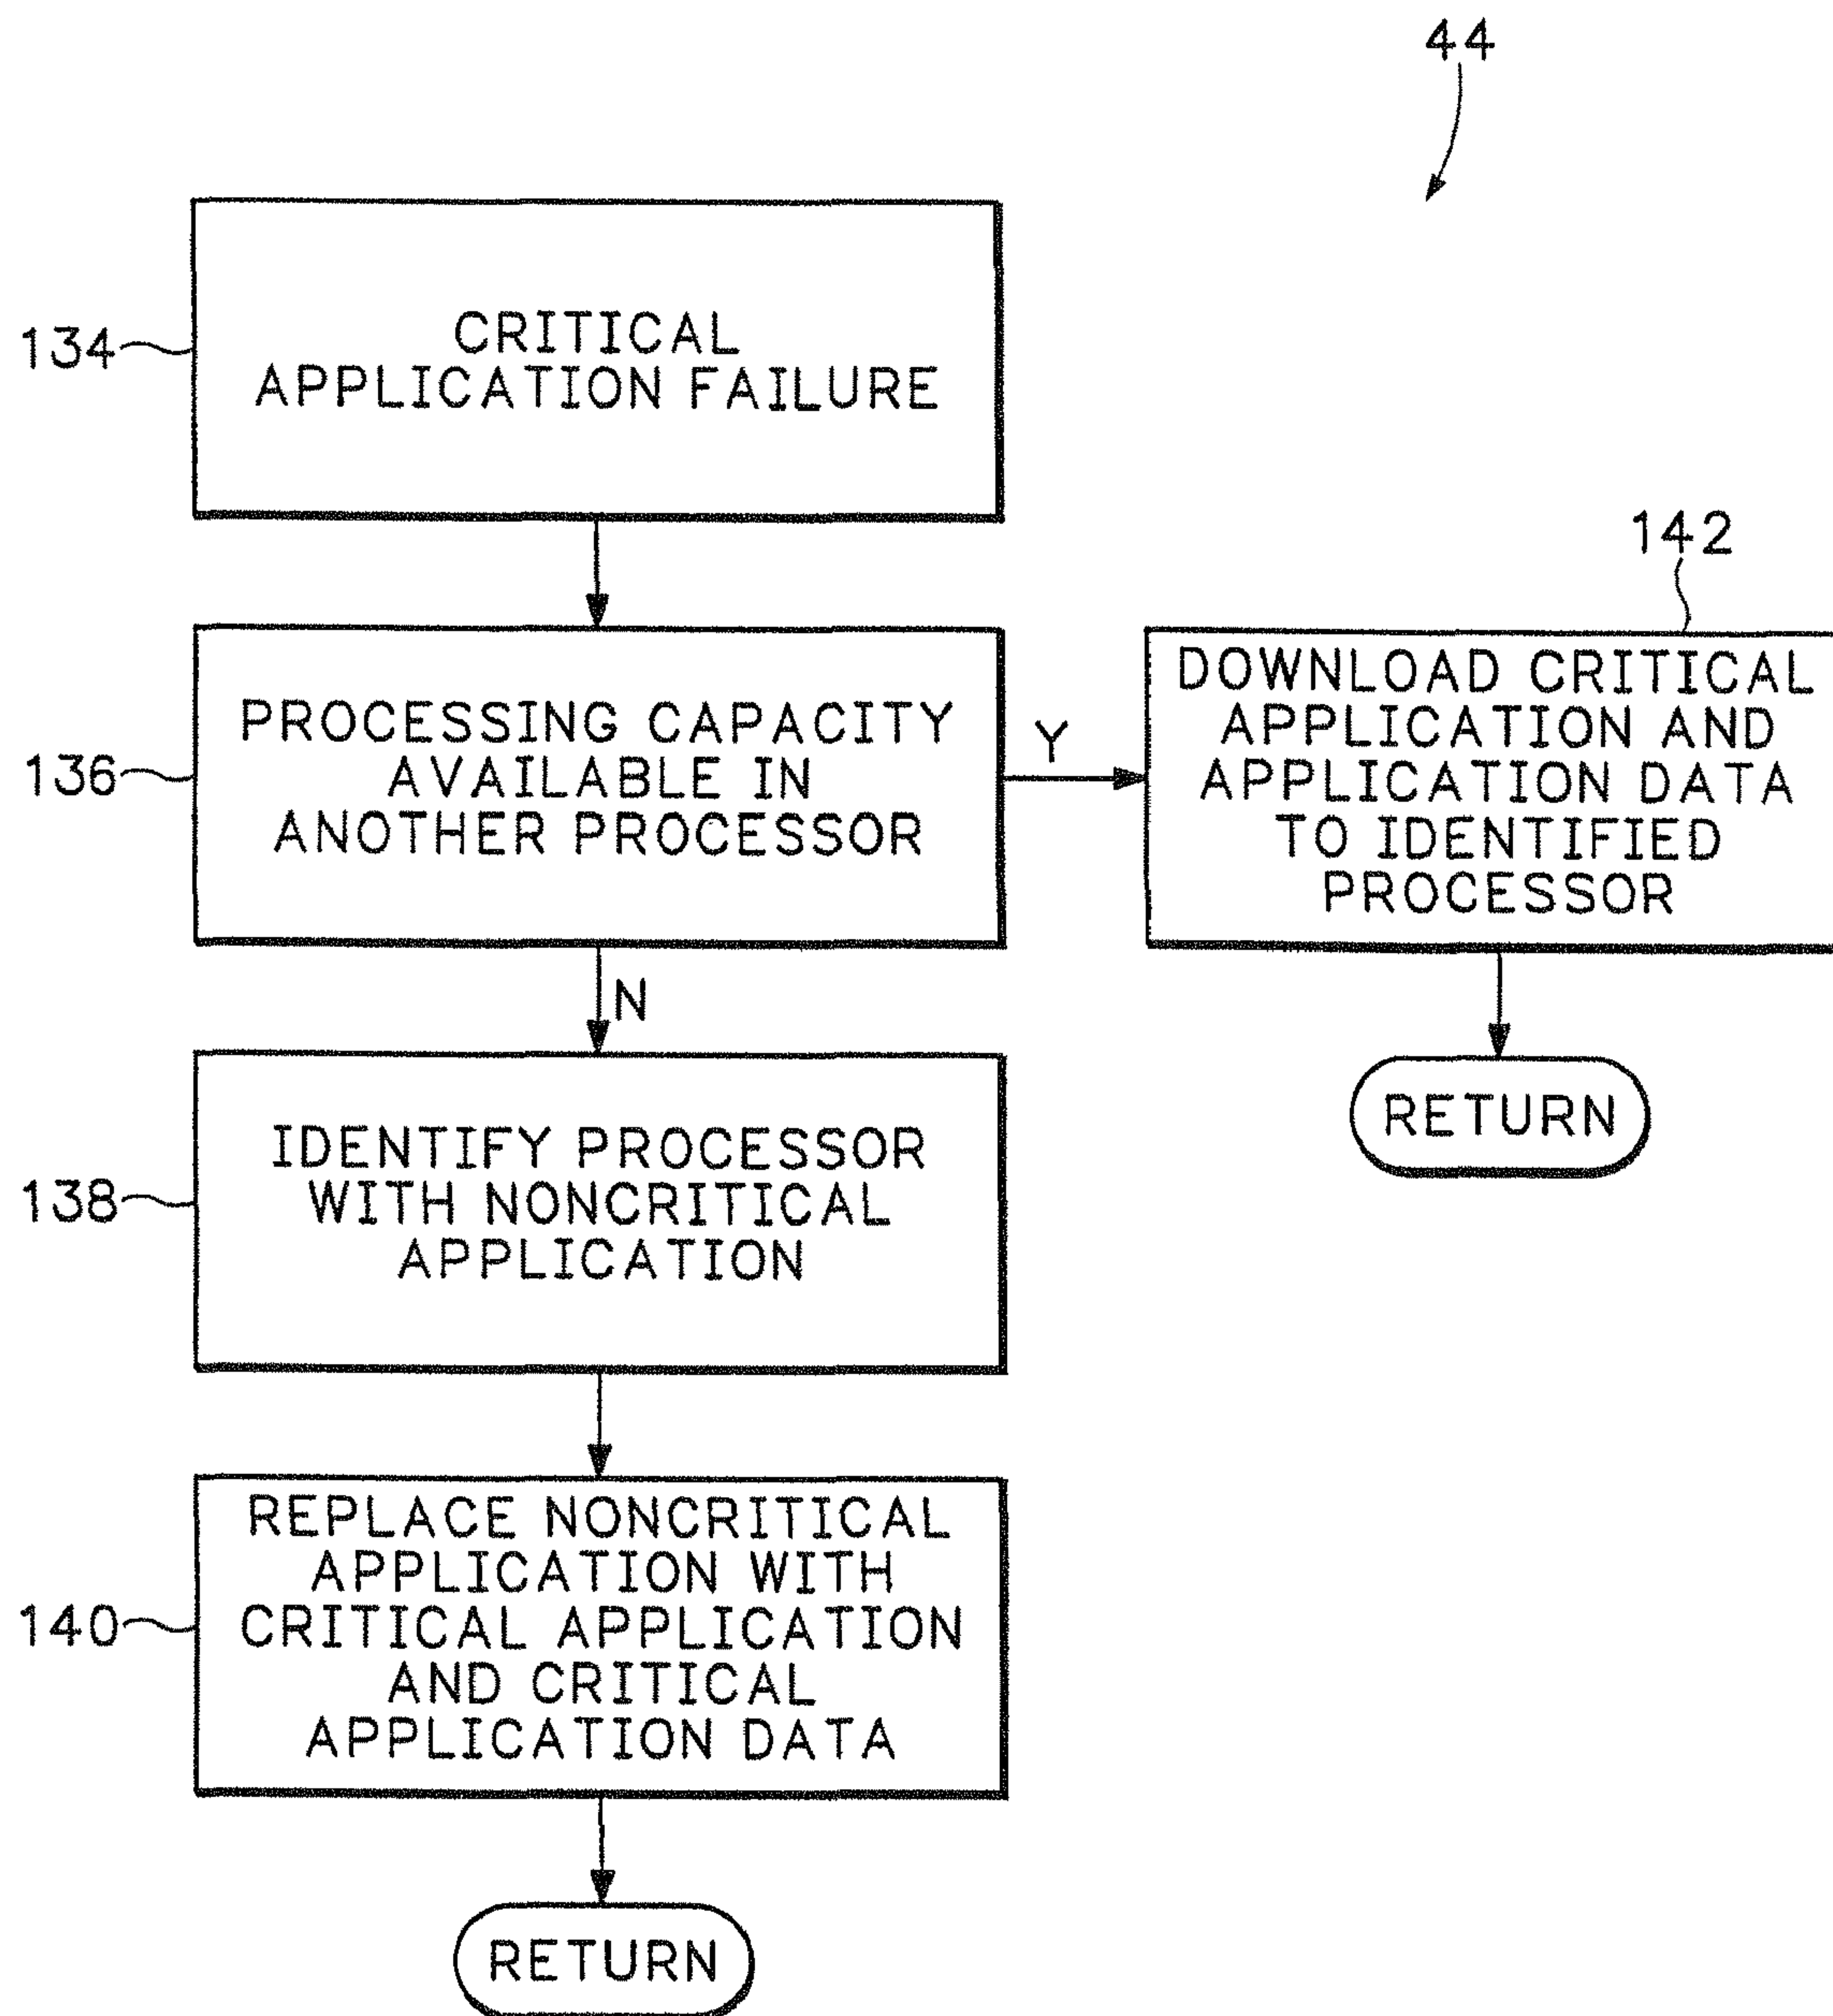 44
134
CRITICAL
APPLICATION FAILURE
136
PROCESSING CAPACITY
AVAILABLE IN
ANOTHER PROCESSOR
Y
142
DOWNLOAD CRITICAL
APPLICATION AND
APPLICATION DATA
TO IDENTIFIED
PROCESSOR
RETURN
N
138
IDENTIFY PROCESSOR
WITH NONCRITICAL
APPLICATION
140
REPLACE NONCRITICAL
APPLICATION WITH
CRITICAL APPLICATION
AND CRITICAL
APPLICATION DATA
RETURN